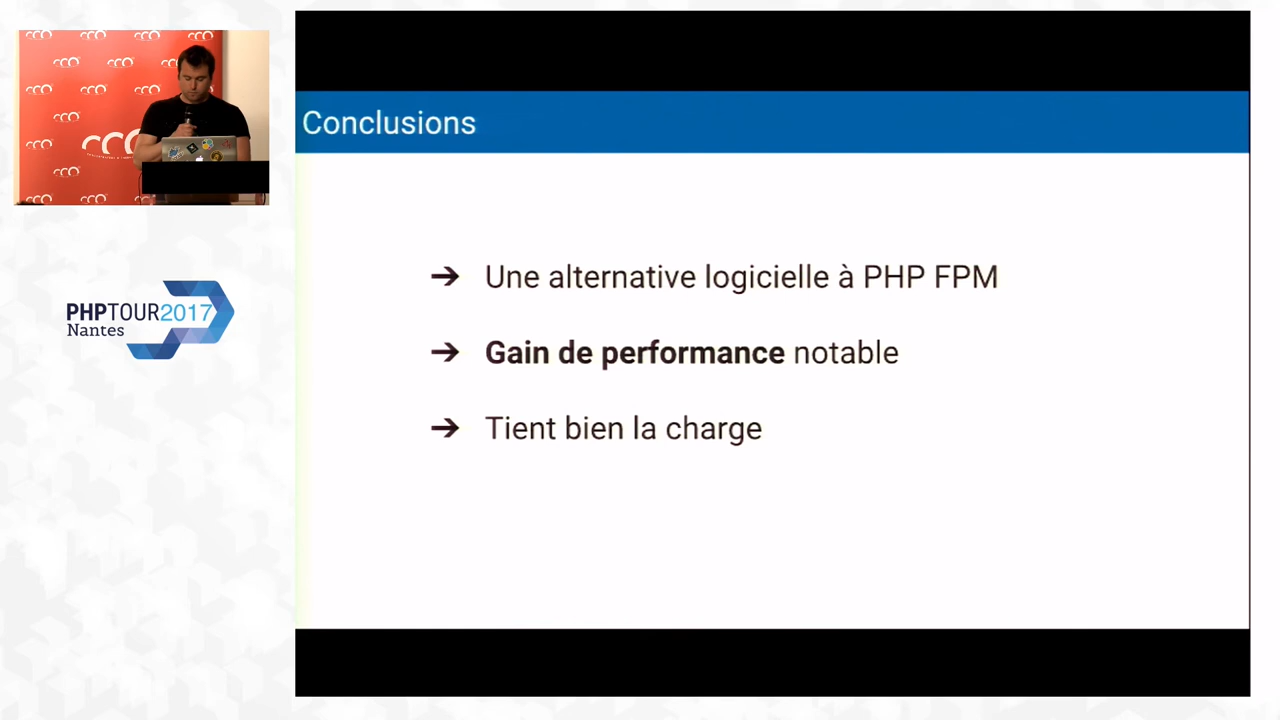 Conclusions
➔ Une alternative logicielle à PHP FPM
➔ Gain de performance notable
➔ Tient bien la charge
PHPTOUR2017
Nantes